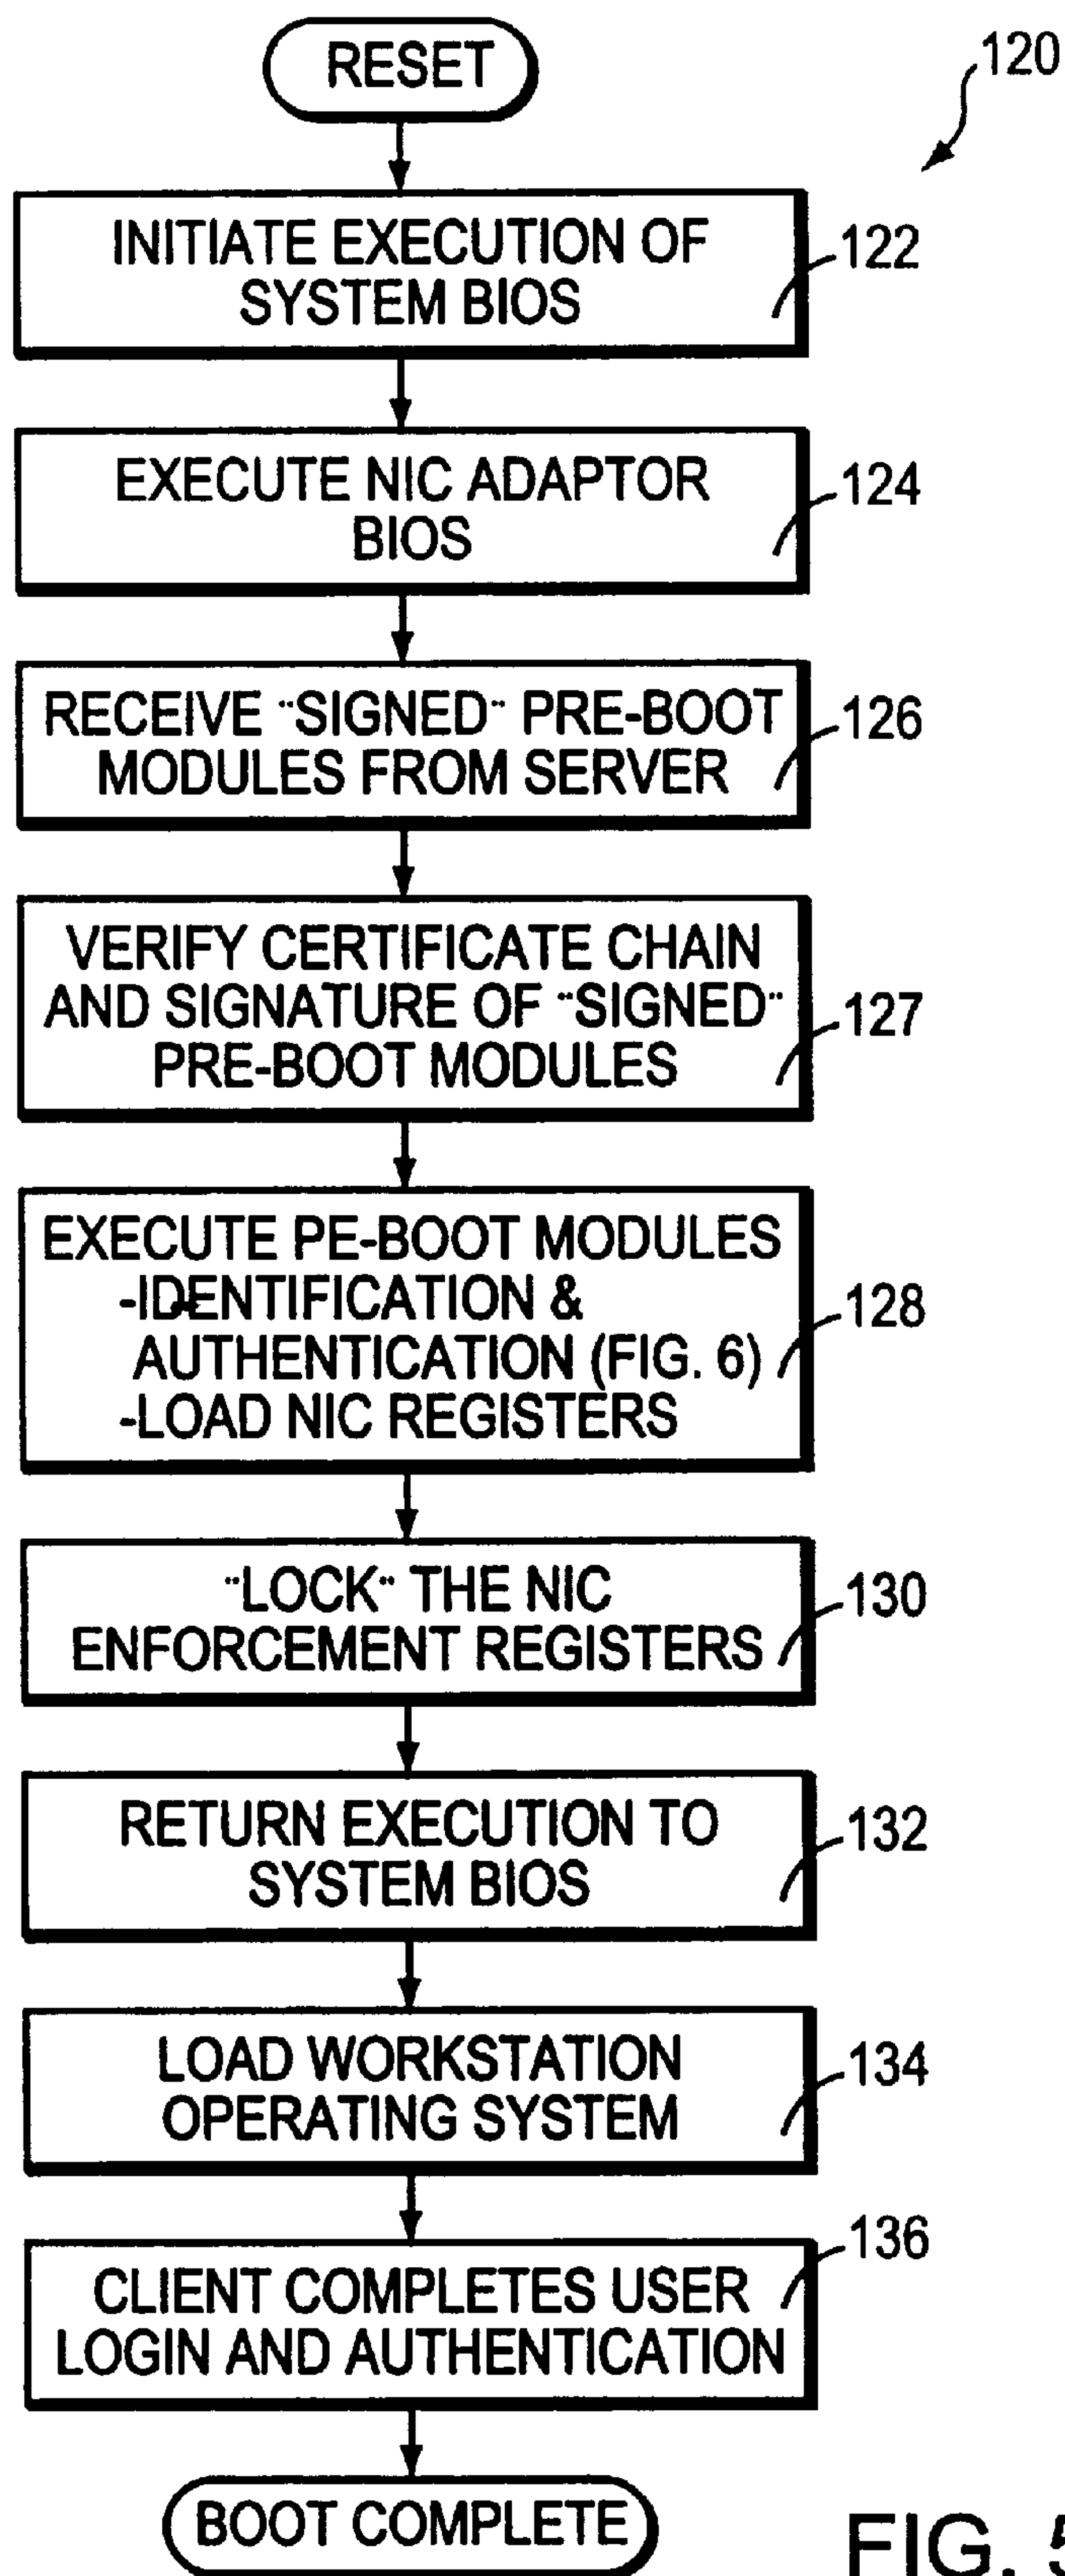 RESET
120
INITIATE EXECUTION OF
SYSTEM BIOS
122
EXECUTE NIC ADAPTOR
BIOS
124
RECEIVE "SIGNED" PRE-BOOT
MODULES FROM SERVER
126
VERIFY CERTIFICATE CHAIN
AND SIGNATURE OF "SIGNED"
PRE-BOOT MODULES
127
EXECUTE PE-BOOT MODULES
-IDENTIFICATION &
AUTHENTICATION (FIG. 6)
-LOAD NIC REGISTERS
128
"LOCK" THE NIC
ENFORCEMENT REGISTERS
130
RETURN EXECUTION TO
SYSTEM BIOS
132
LOAD WORKSTATION
OPERATING SYSTEM
134
CLIENT COMPLETES USER
LOGIN AND AUTHENTICATION
136
BOOT COMPLETE
FIG. 5